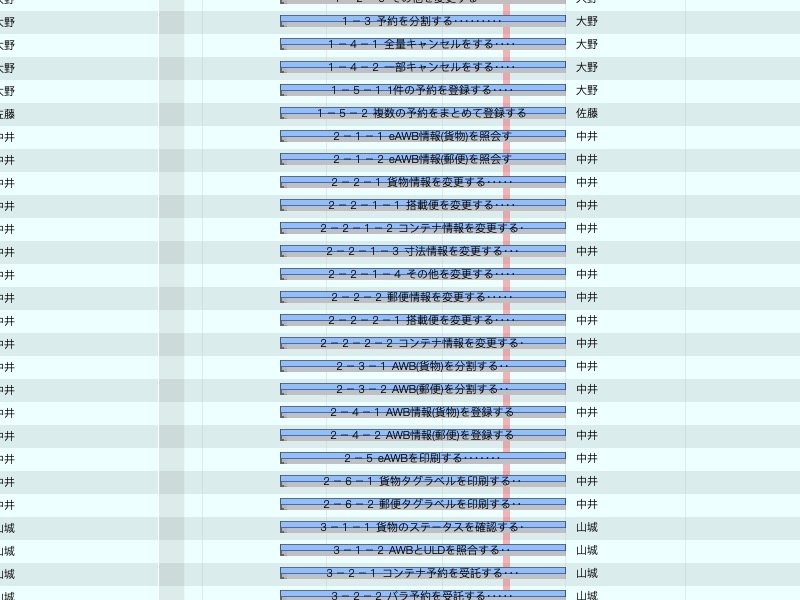 大野 1－3 予約を分割する········· 大野
大野 1－4－1 全量キャンセルをする···· 大野
大野 1－4－2 一部キャンセルをする···· 大野
大野 1－5－1 1件の予約を登録する···· 大野
佐藤 1－5－2 複数の予約をまとめて登録する 佐藤
中井 2－1－1 eAWB情報(貨物)を照会す 中井
中井 2－1－2 eAWB情報(郵便)を照会す 中井
中井 2－2－1 貨物情報を変更する····· 中井
中井 2－2－1－1 搭載便を変更する···· 中井
中井 2－2－1－2 コンテナ情報を変更する· 中井
中井 2－2－1－3 寸法情報を変更する·· 中井
中井 2－2－1－4 その他を変更する···· 中井
中井 2－2－2 郵便情報を変更する····· 中井
中井 2－2－2－1 搭載便を変更する···· 中井
中井 2－2－2－2 コンテナ情報を変更する· 中井
中井 2－3－1 AWB(貨物)を分割する·· 中井
中井 2－3－2 AWB(郵便)を分割する·· 中井
中井 2－4－1 AWB情報(貨物)を登録する 中井
中井 2－4－2 AWB情報(郵便)を登録する 中井
中井 2－5 eAWBを印刷する······· 中井
中井 2－6－1 貨物タグラベルを印刷する·· 中井
中井 2－6－2 郵便タグラベルを印刷する·· 中井
山城 3－1－1 貨物のステータスを確認する· 山城
山城 3－1－2 AWBとULDを照合する·· 山城
山城 3－2－1 コンテナ予約を受託する··· 山城
山城 3－2－2 バラ予約を受託する····· 山城